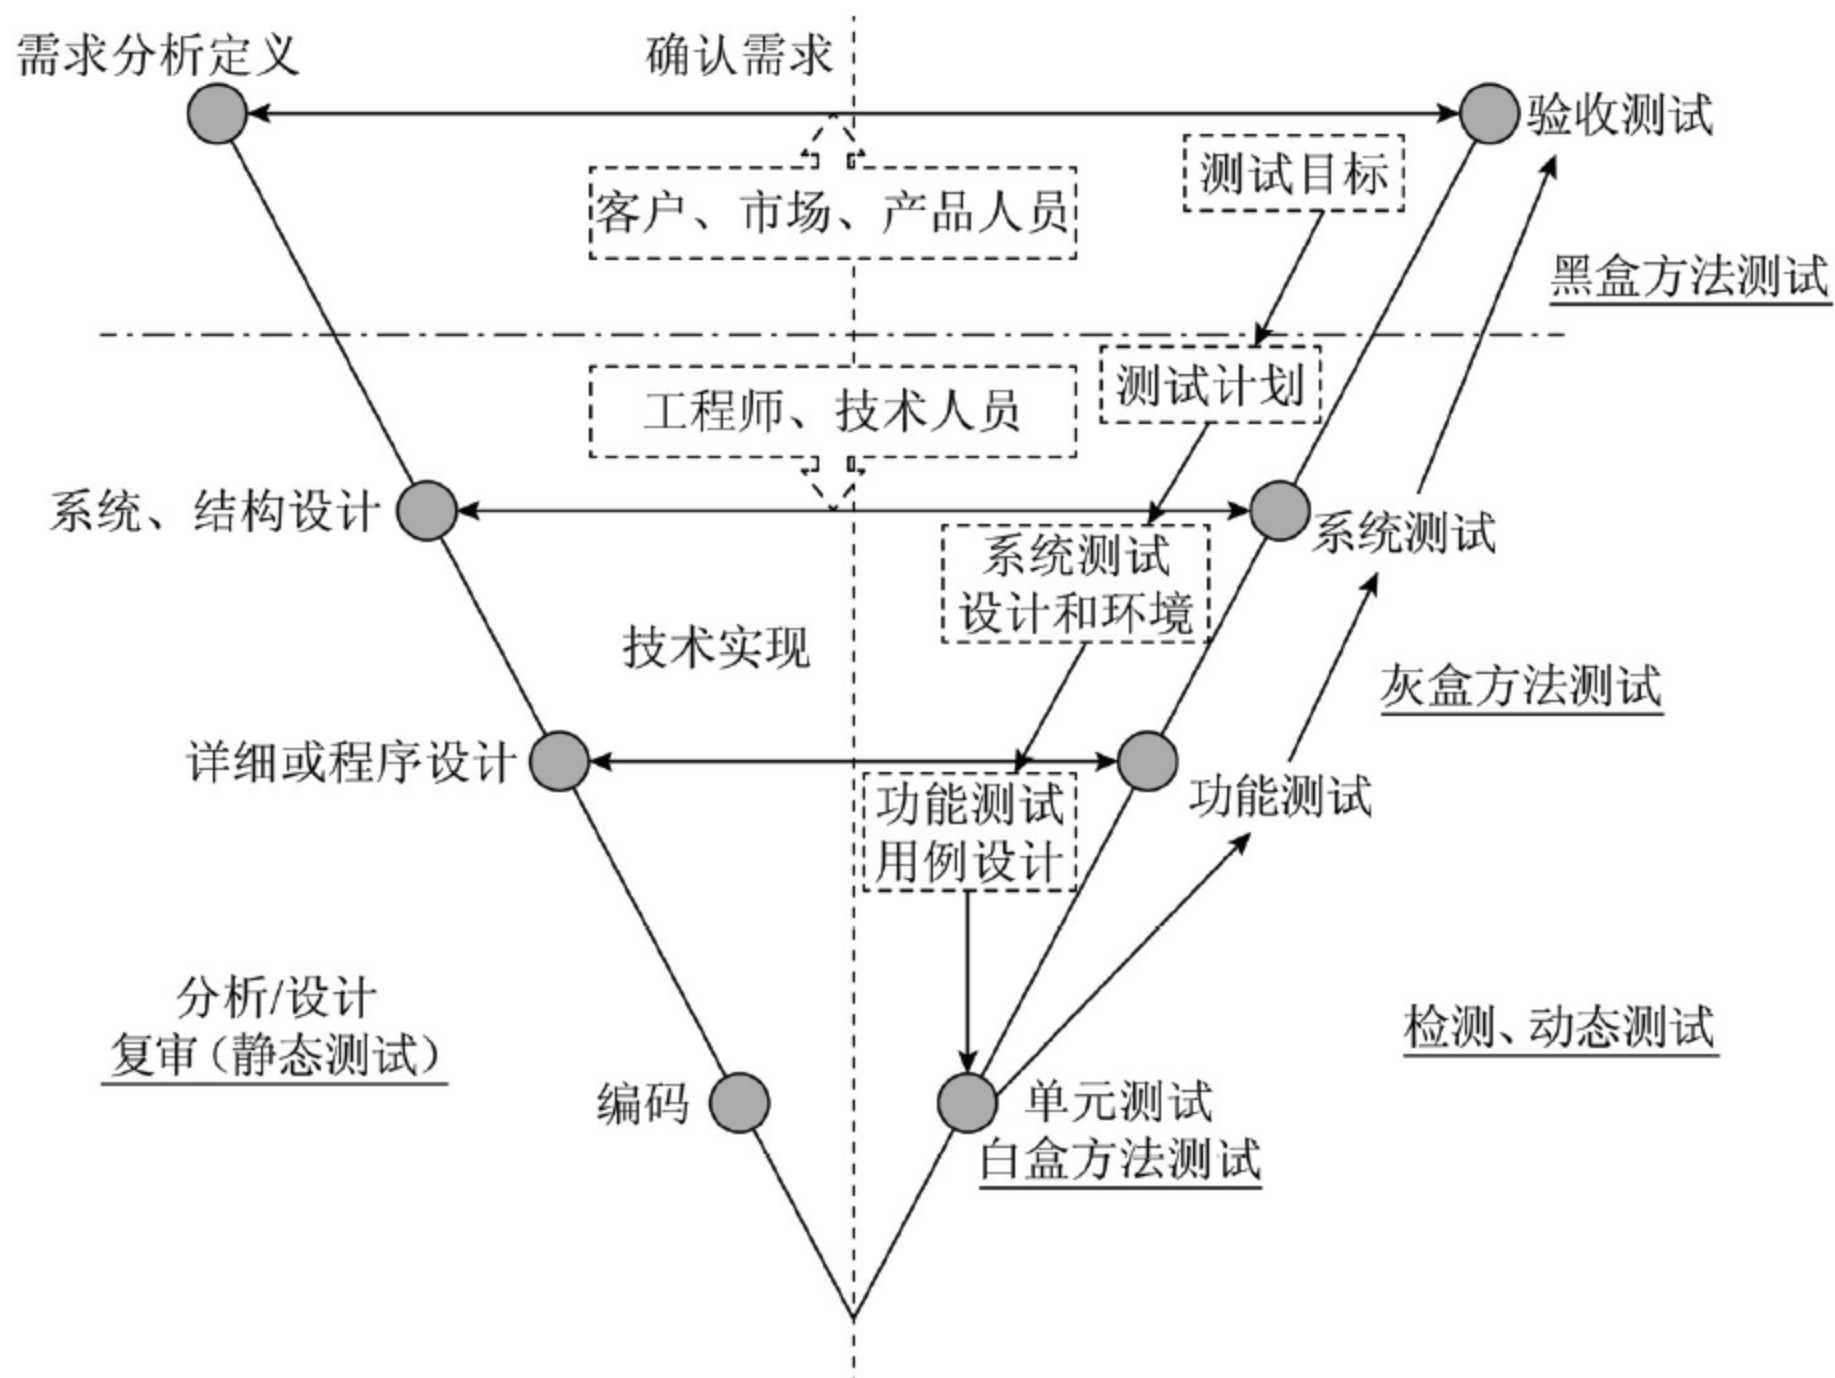 需求分析定义
确认需求
验收测试
测试目标
客户、市场、产品人员
黑盒方法测试
工程师、技术人员
测试计划
系统、结构设计
系统测试
系统测试
设计和环境
技术实现
灰盒方法测试
详细或程序设计
功能测试
用例设计
功能测试
分析/设计
复审(静态测试)
检测、动态测试
编码
单元测试
白盒方法测试